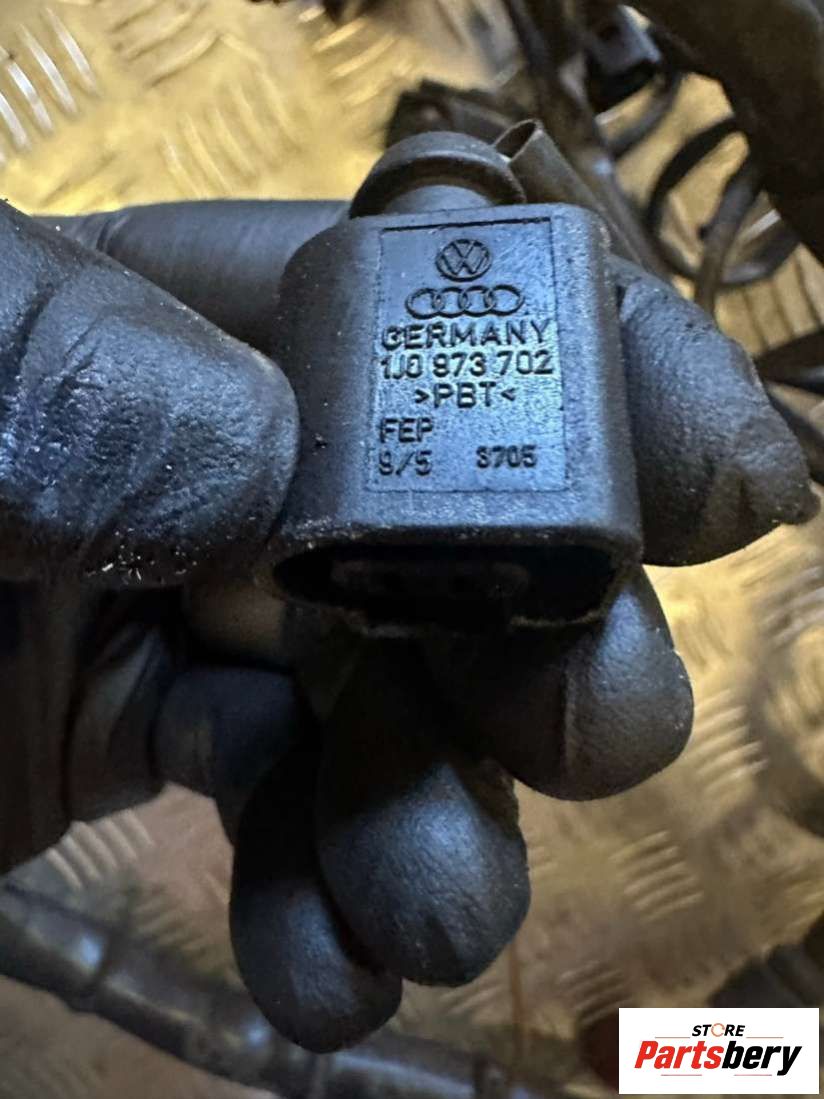 GERMANY
1J0 973 702
>PBT<
FEP
9/5 3705
STORE
Partsbery